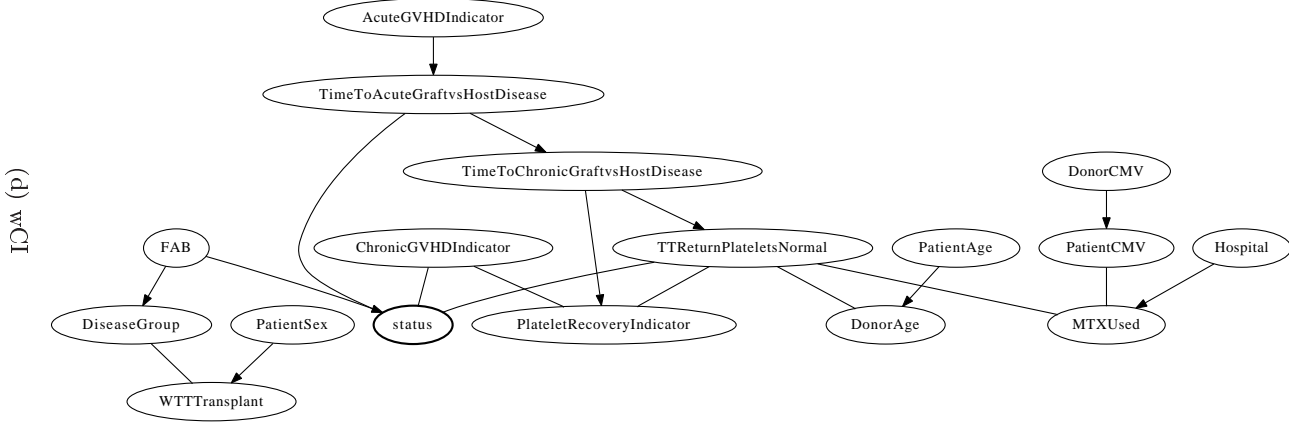 AcuteGVHDIndicator
TimeToAcuteGraftvsHostDisease
TimeToChronicGraftvsHostDisease
DonorCMV
FAB
ChronicGVHDIndicator
TTReturnPlateletsNormal
PatientAge
PatientCMV
Hospital
DiseaseGroup
PatientSex
status
PlateletRecoveryIndicator
DonorAge
MTXUsed
WTTTransplant
(d) wCI